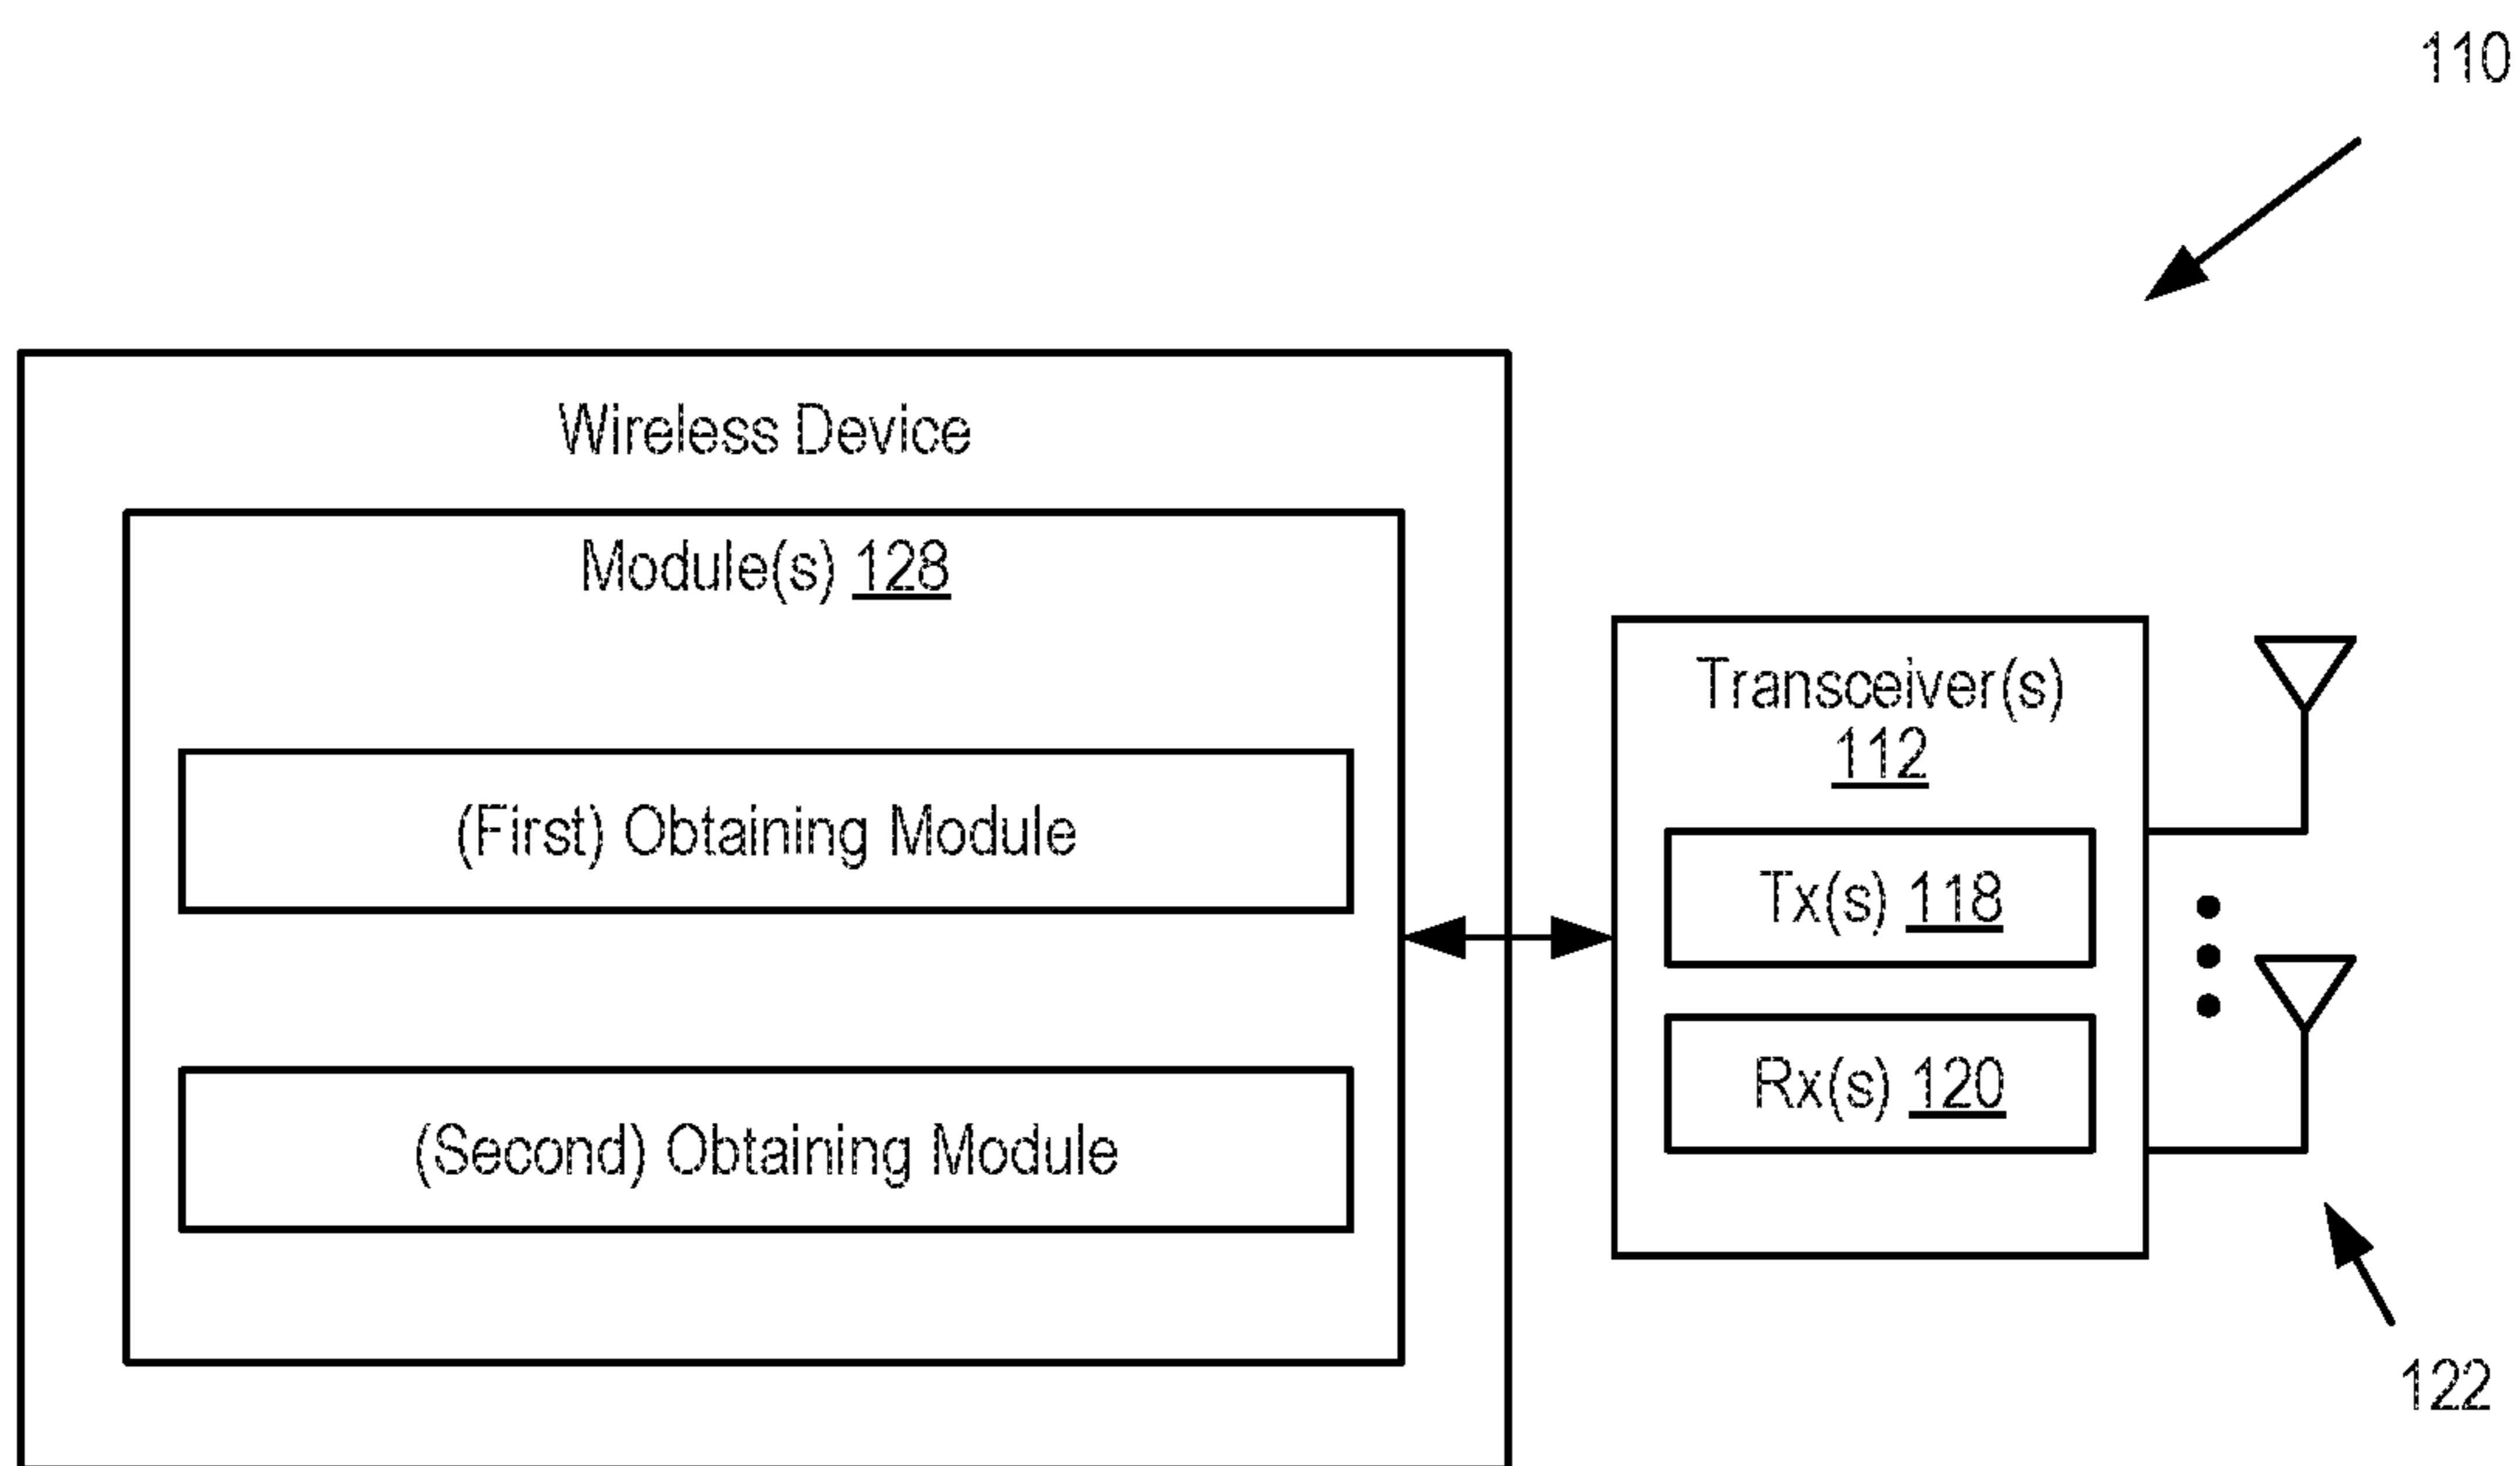 110
Wireless Device
Module(s) 128
(First) Obtaining Module
(Second) Obtaining Module
Transceiver(s)
112
Tx(s) 118
Rx(s) 120
122